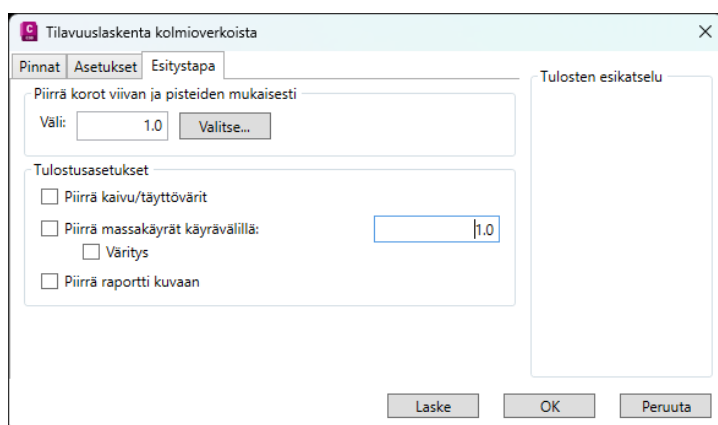 Tilavuuslaskenta kolmioverkoista
Pinnat Asetukset Esitystapa
Piirrä korot viivan ja pisteiden mukaisesti
Väli: 1.0 Valitse...
Tulostusasetukset
Piirrä kaivu/täyttövärit
Piirrä massakäyrät käyrävälillä: 1.0
Väritys
Piirrä raportti kuvaan
Tulosten esikatselu
Laske OK Peruuta